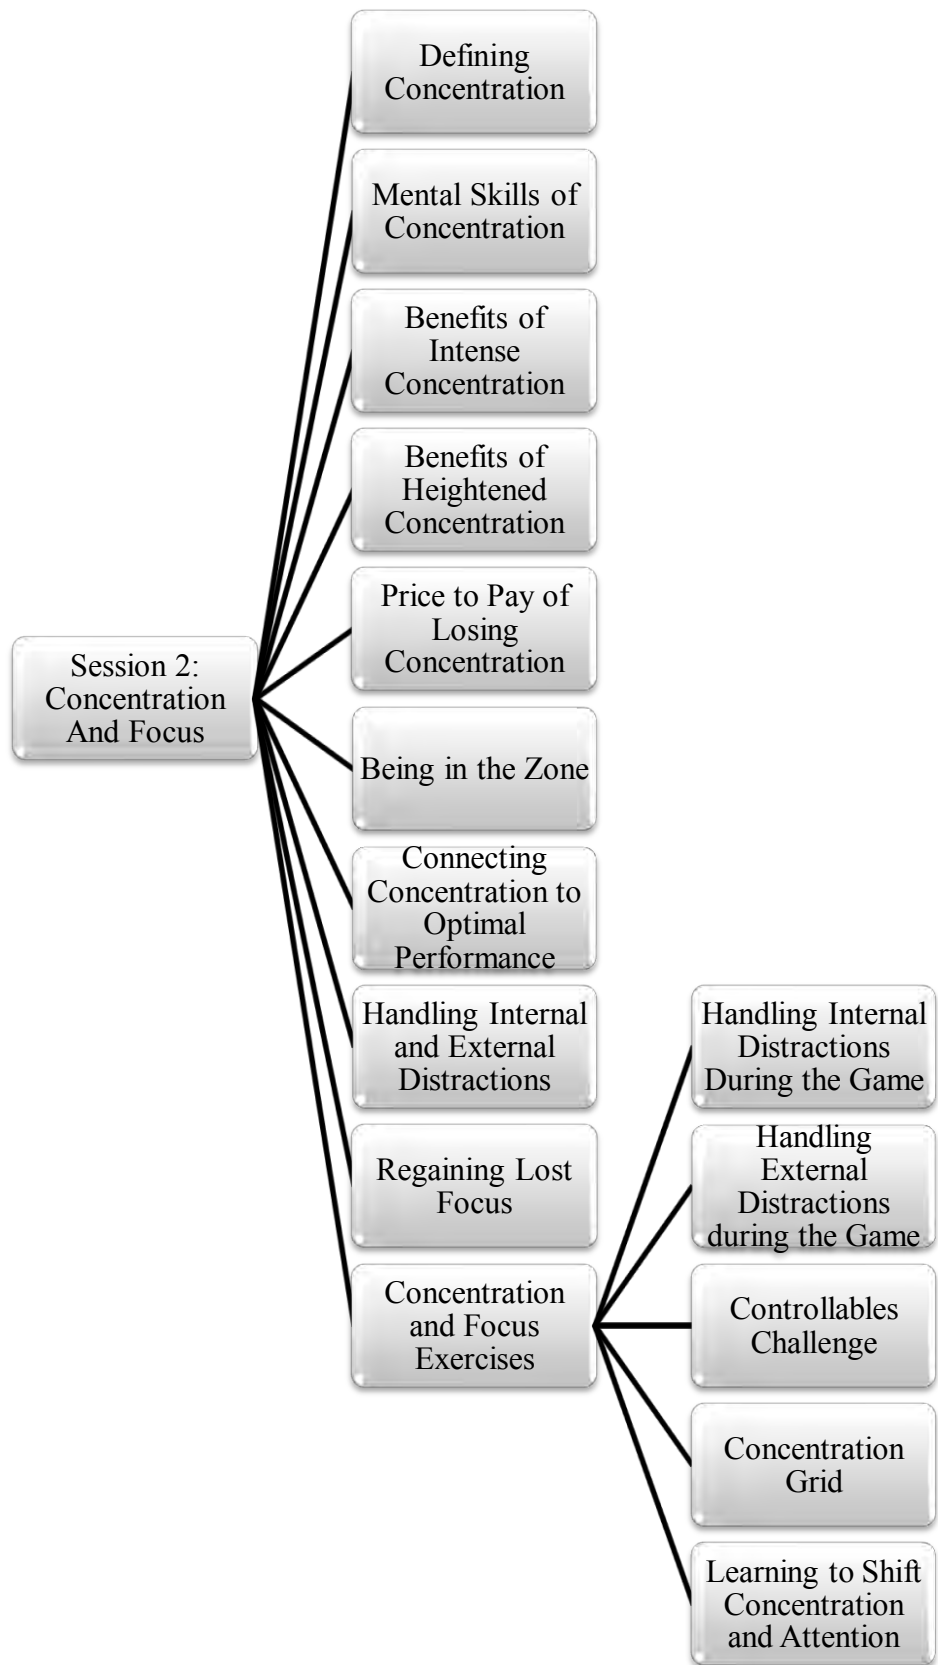 Defining
Concentration
Mental Skills of
Concentration
Benefits of
Intense
Concentration
Benefits of
Heightened
Concentration
Price to Pay of
Losing
Concentration
Session 2:
Concentration
And Focus
Being in the Zone
Connecting
Concentration to
Optimal
Performance
Handling Internal
and External
Distractions
Regaining Lost
Focus
Concentration
and Focus
Exercises
Handling Internal
Distractions
During the Game
Handling
External
Distractions
during the Game
Controllables
Challenge
Concentration
Grid
Learning to Shift
Concentration
and Attention